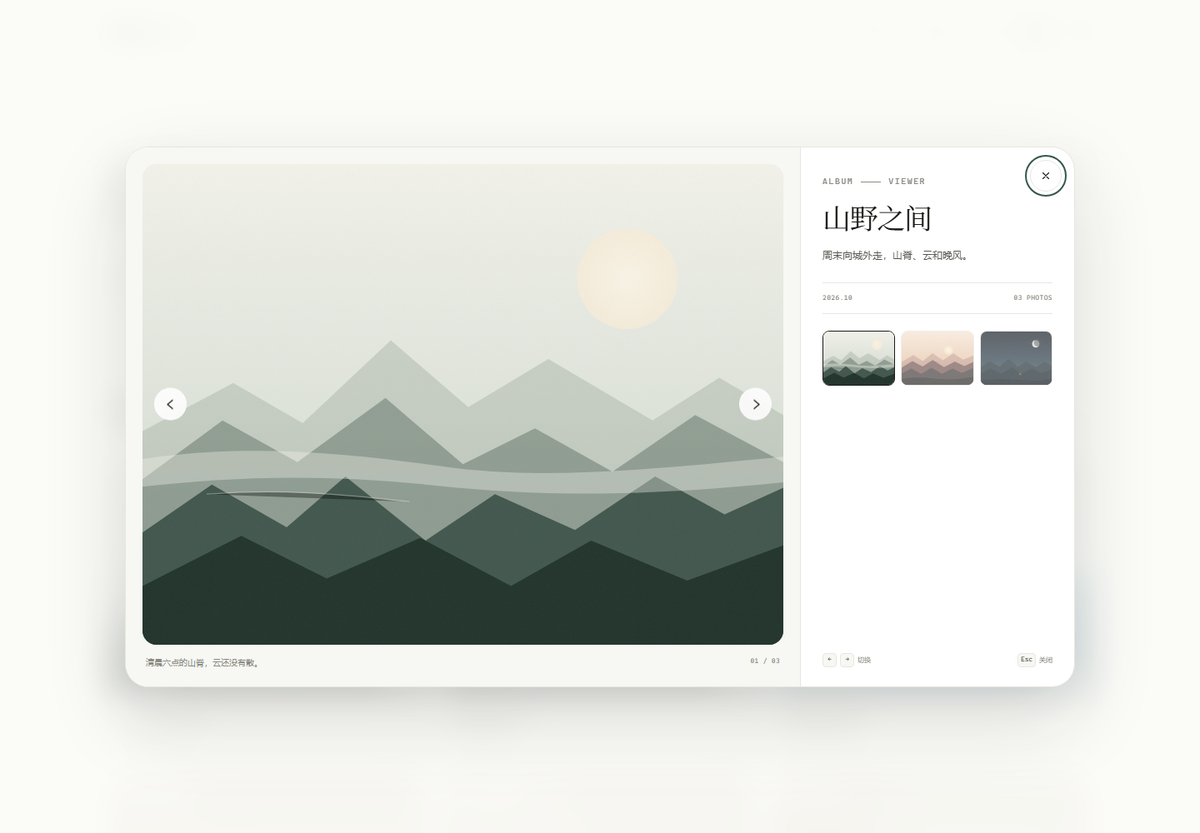 ALBUM —— VIEWER
山野之间
周末向城外走，山脊、云和晚风。
2026.10
03 PHOTOS
清晨六点的山脊，云还没有散。
01 / 03
← → 切换
Esc 关闭